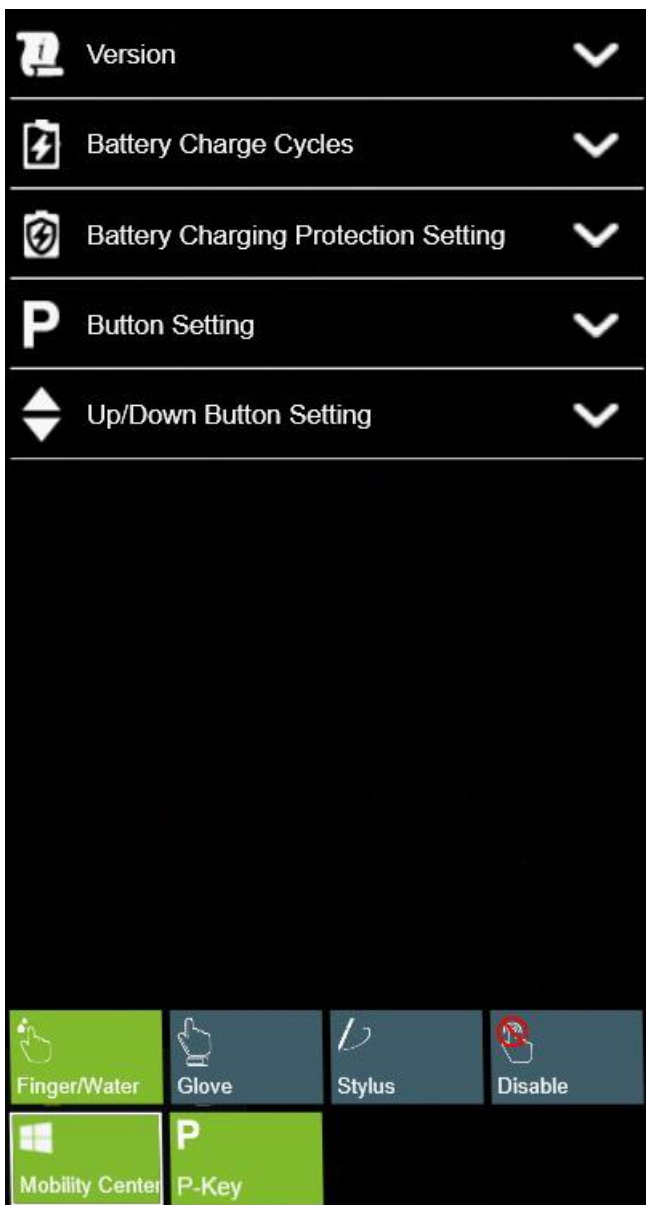 Version
Battery Charge Cycles
Battery Charging Protection Setting
P Button Setting
Up/Down Button Setting
Finger/Water
Glove
Stylus
Disable
Mobility Center
P
P-Key